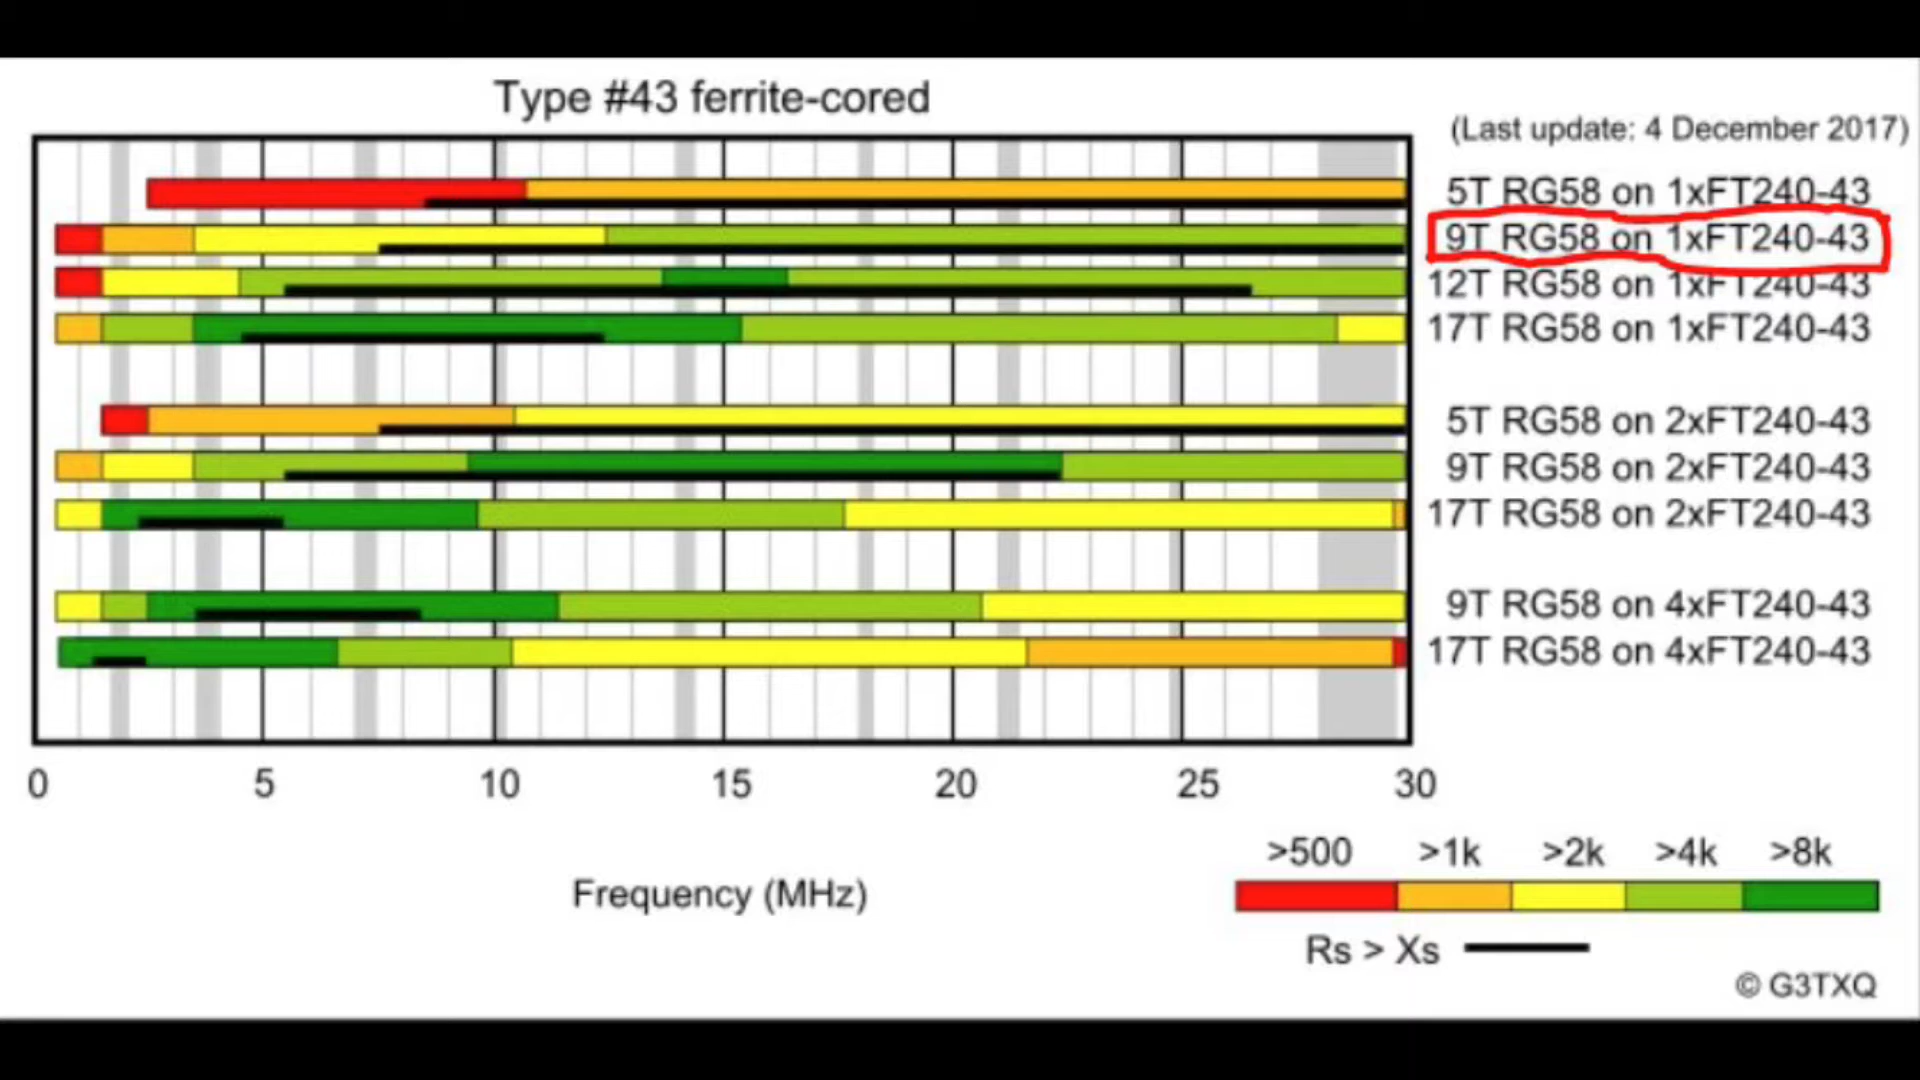 Type #43 ferrite-cored
(Last update: 4 December 2017)
5T RG58 on 1xFT240-43
9T RG58 on 1xFT240-43
12T RG58 on 1xFT240-43
17T RG58 on 1xFT240-43
5T RG58 on 2xFT240-43
9T RG58 on 2xFT240-43
17T RG58 on 2xFT240-43
9T RG58 on 4xFT240-43
17T RG58 on 4xFT240-43
0 5 10 15 20 25 30
Frequency (MHz)
>500 >1k >2k >4k >8k
Rs > Xs
© G3TXQ